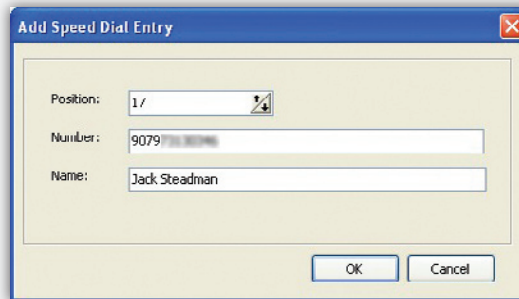 Add Speed Dial Entry
Position: 17
Number: 9079
Name: Jack Steadman
OK Cancel